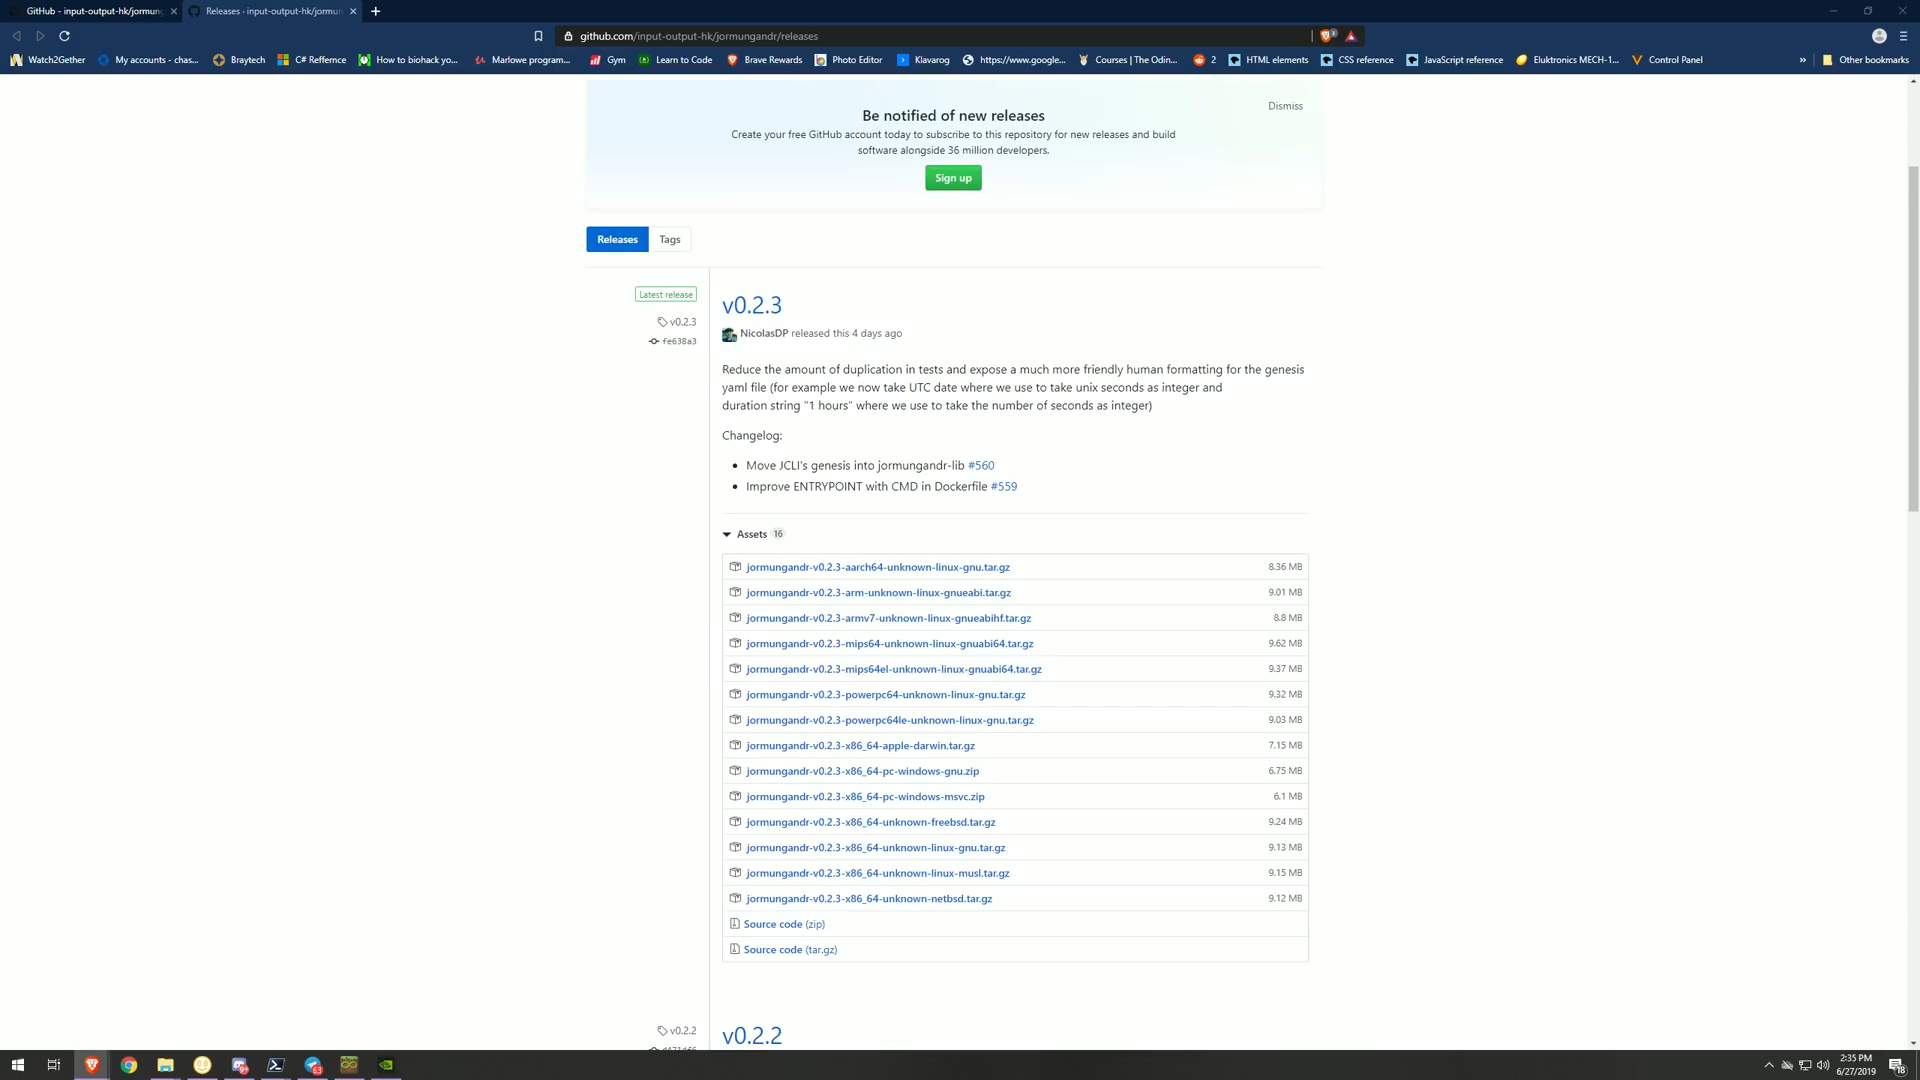 GitHub - input-output-hk/jormung
Releases · input-output-hk/jormun
github.com/input-output-hk/jormungandr/releases
Watch2Gether
My accounts - chas...
Braytech
C# Reffernce
How to biohack yo...
Marlowe programm...
Gym
Learn to Code
Brave Rewards
Photo Editor
Klavarog
https://www.google...
Courses | The Odin...
2
HTML elements
CSS reference
JavaScript reference
Eluktronics MECH-1...
Control Panel
»
Other bookmarks
Be notified of new releases
Dismiss
Create your free GitHub account today to subscribe to this repository for new releases and build
software alongside 36 million developers.
Sign up
Releases
Tags
Latest release
v0.2.3
fe638a3
v0.2.3
NicolasDP released this 4 days ago
Reduce the amount of duplication in tests and expose a much more friendly human formatting for the genesis
yaml file (for example we now take UTC date where we use to take unix seconds as integer and
duration string "1 hours" where we use to take the number of seconds as integer)
Changelog:
• Move JCLI's genesis into jormungandr-lib #560
• Improve ENTRYPOINT with CMD in Dockerfile #559
Assets 16
jormungandr-v0.2.3-aarch64-unknown-linux-gnu.tar.gz 8.36 MB
jormungandr-v0.2.3-arm-unknown-linux-gnueabi.tar.gz 9.01 MB
jormungandr-v0.2.3-armv7-unknown-linux-gnueabihf.tar.gz 8.8 MB
jormungandr-v0.2.3-mips64-unknown-linux-gnuabi64.tar.gz 9.62 MB
jormungandr-v0.2.3-mips64el-unknown-linux-gnuabi64.tar.gz 9.37 MB
jormungandr-v0.2.3-powerpc64-unknown-linux-gnu.tar.gz 9.32 MB
jormungandr-v0.2.3-powerpc64le-unknown-linux-gnu.tar.gz 9.03 MB
jormungandr-v0.2.3-x86_64-apple-darwin.tar.gz 7.15 MB
jormungandr-v0.2.3-x86_64-pc-windows-gnu.zip 6.75 MB
jormungandr-v0.2.3-x86_64-pc-windows-msvc.zip 6.1 MB
jormungandr-v0.2.3-x86_64-unknown-freebsd.tar.gz 9.24 MB
jormungandr-v0.2.3-x86_64-unknown-linux-gnu.tar.gz 9.13 MB
jormungandr-v0.2.3-x86_64-unknown-linux-musl.tar.gz 9.15 MB
jormungandr-v0.2.3-x86_64-unknown-netbsd.tar.gz 9.12 MB
Source code (zip)
Source code (tar.gz)
v0.2.2
v0.2.2
2:35 PM
6/27/2019
18